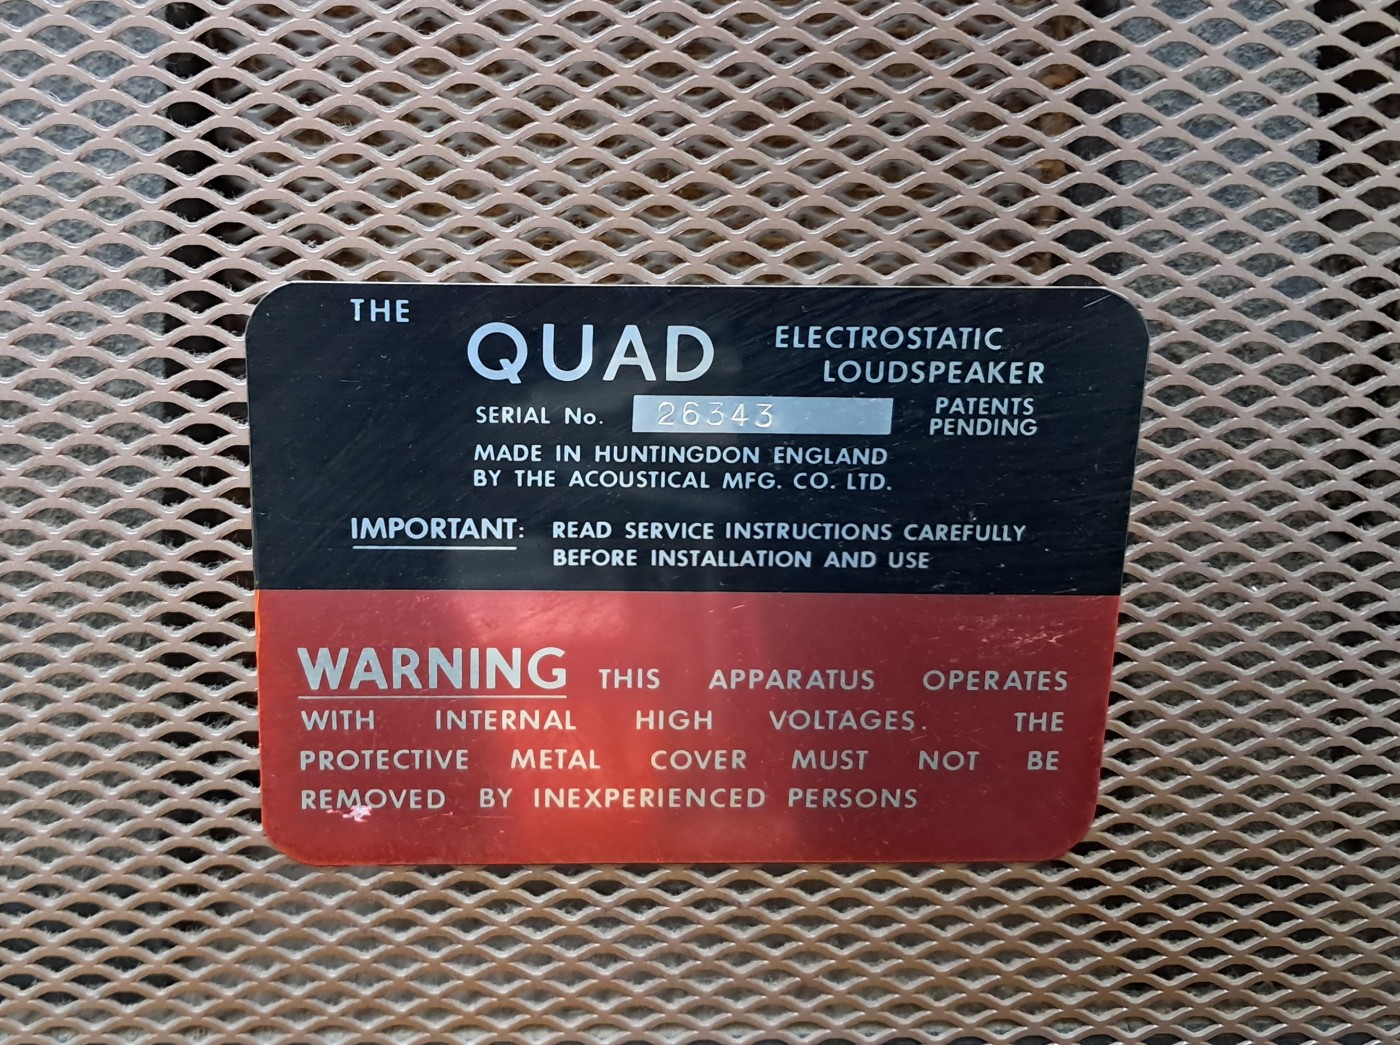 THE
QUAD ELECTROSTATIC
LOUDSPEAKER
SERIAL No. 26343 PATENTS
PENDING
MADE IN HUNTINGDON ENGLAND
BY THE ACOUSTICAL MFG. CO. LTD.
IMPORTANT: READ SERVICE INSTRUCTIONS CAREFULLY
BEFORE INSTALLATION AND USE
WARNING THIS APPARATUS OPERATES
WITH INTERNAL HIGH VOLTAGES. THE
PROTECTIVE METAL COVER MUST NOT BE
REMOVED BY INEXPERIENCED PERSONS